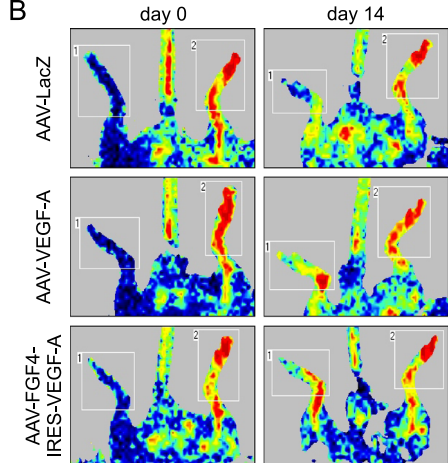 B
day 0
day 14
AAV-LacZ
1
2
1
2
AAV-VEGF-A
1
2
1
2
AAV-FGF4-
IRES-VEGF-A
1
2
1
2